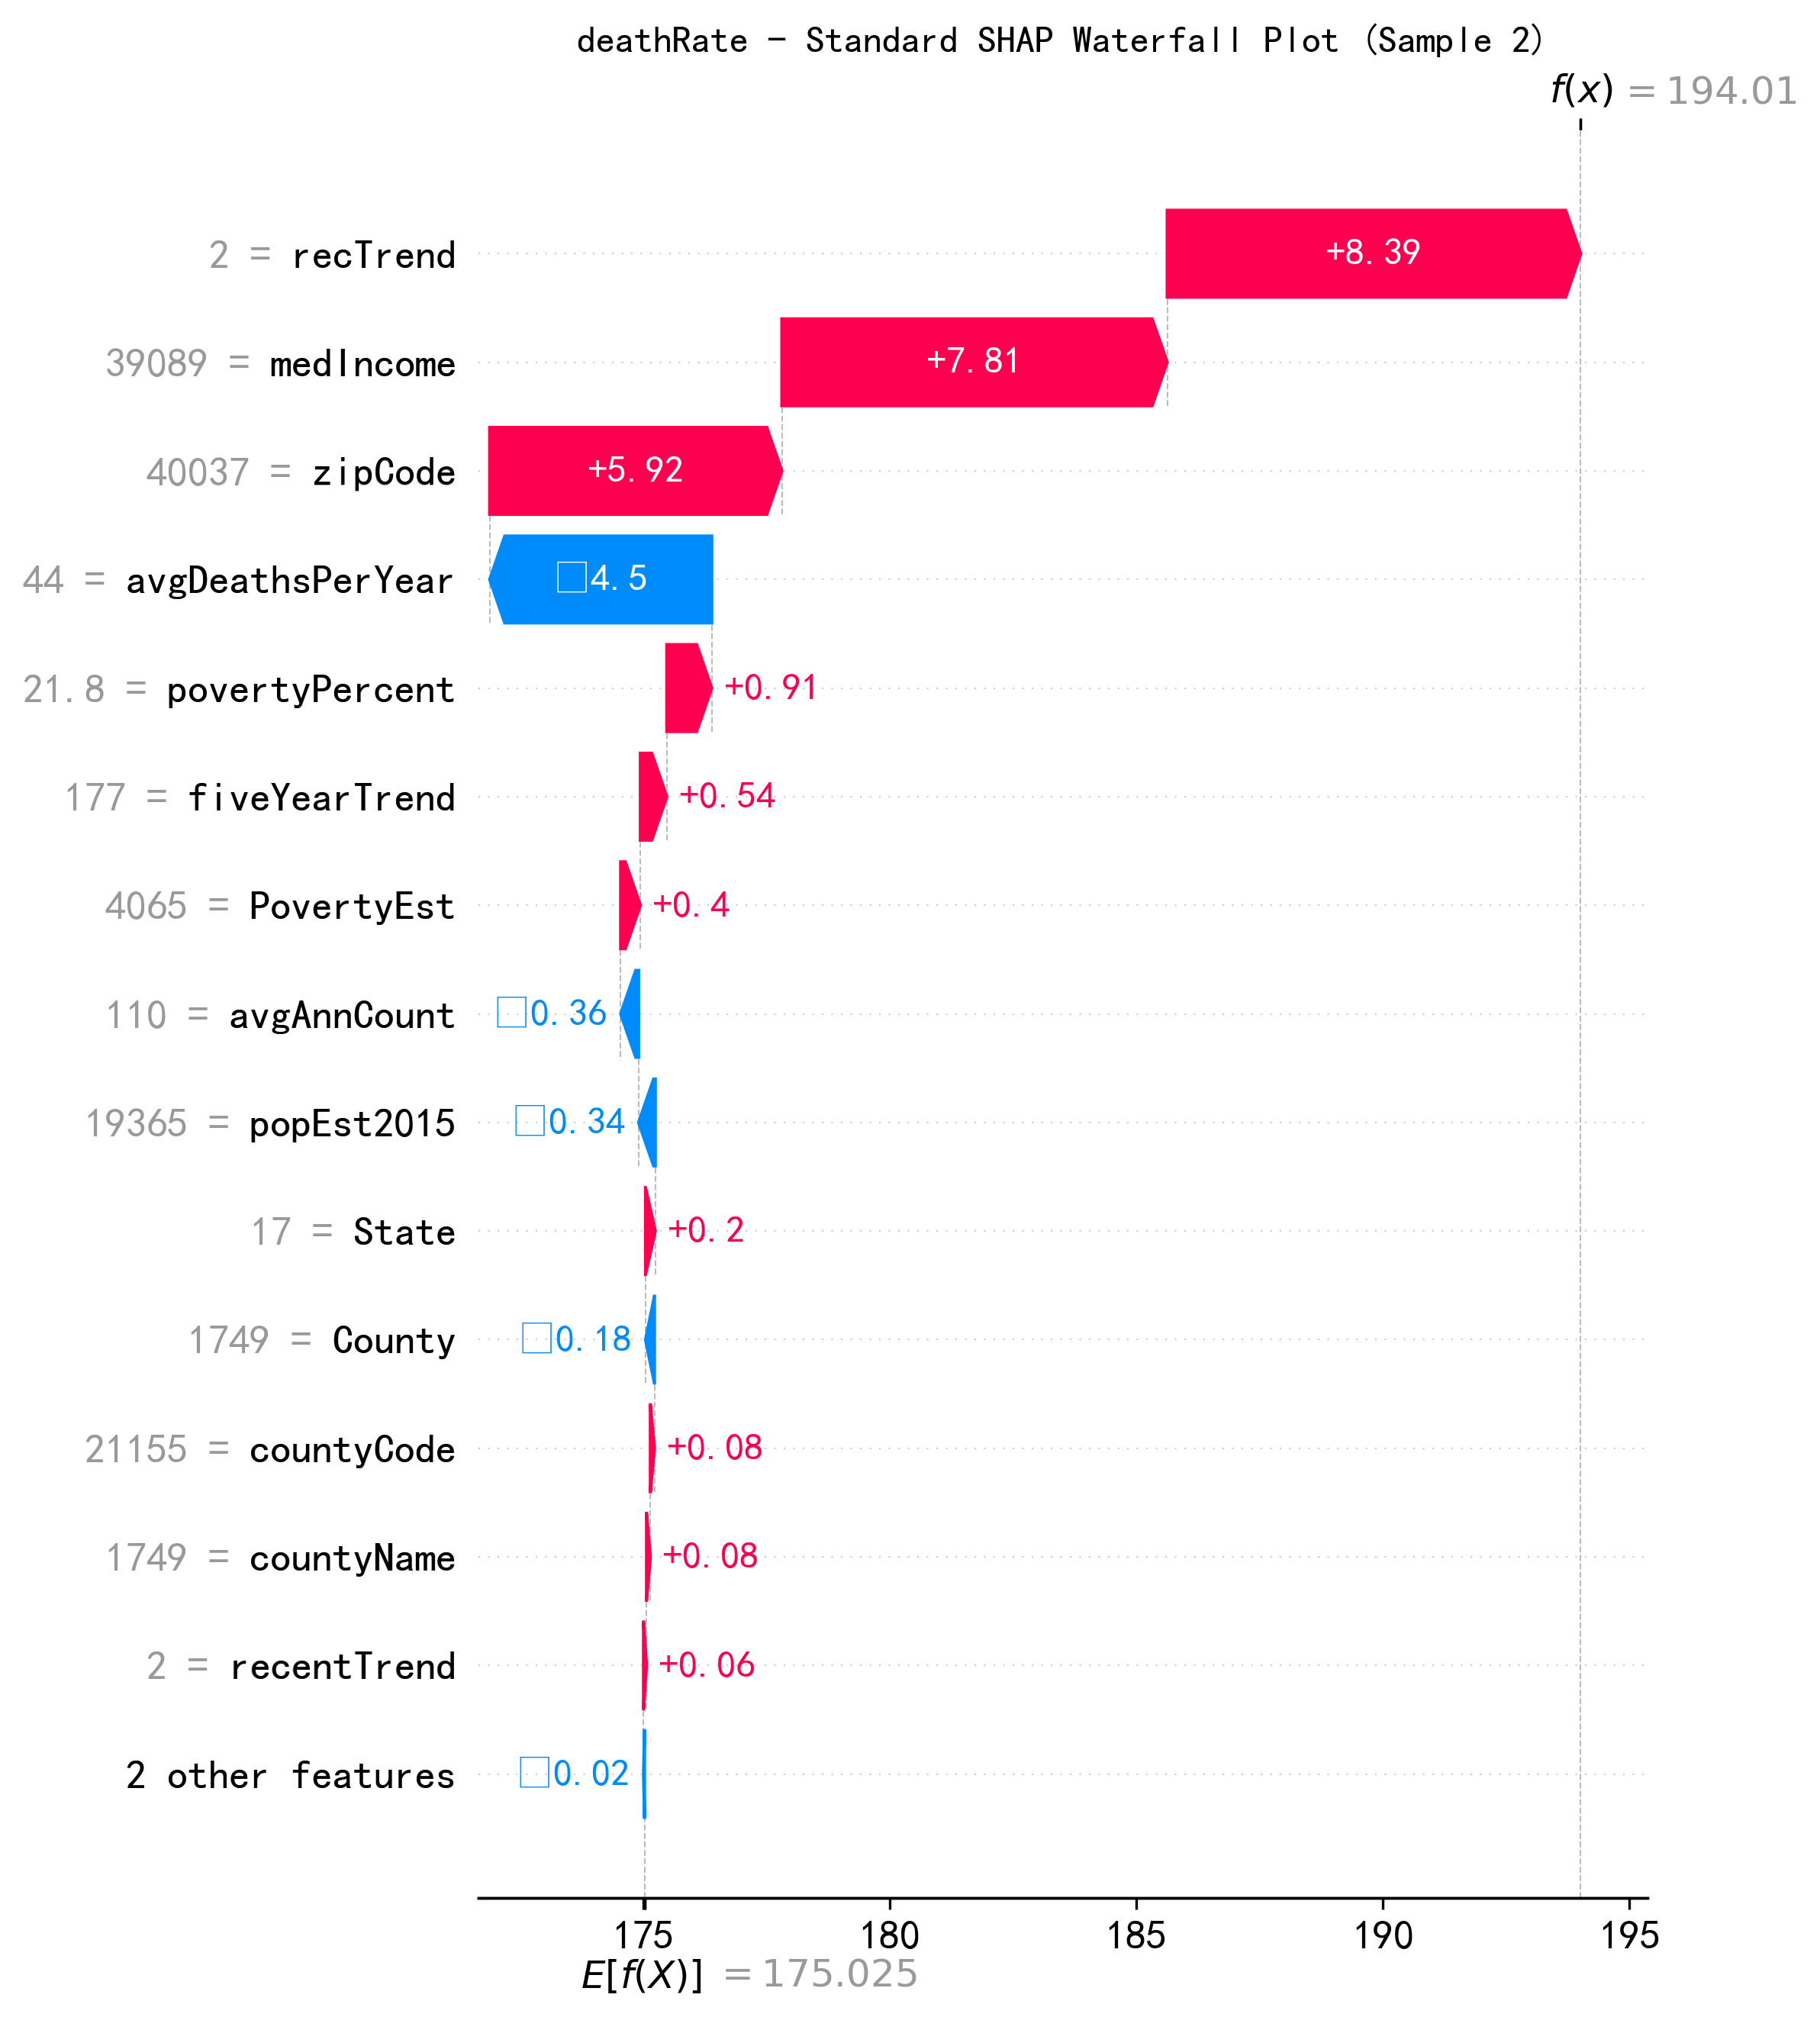 deathRate - Standard SHAP Waterfall Plot (Sample 2)
f(x) = 194.01
2 = recTrend +8.39
39089 = medIncome +7.81
40037 = zipCode +5.92
44 = avgDeathsPerYear □4.5
21.8 = povertyPercent +0.91
177 = fiveYearTrend +0.54
4065 = PovertyEst +0.4
110 = avgAnnCount □0.36
19365 = popEst2015 □0.34
17 = State +0.2
1749 = County □0.18
21155 = countyCode +0.08
1749 = countyName +0.08
2 = recentTrend +0.06
2 other features □0.02
175 180 185 190 195
E[f(X)] = 175.025